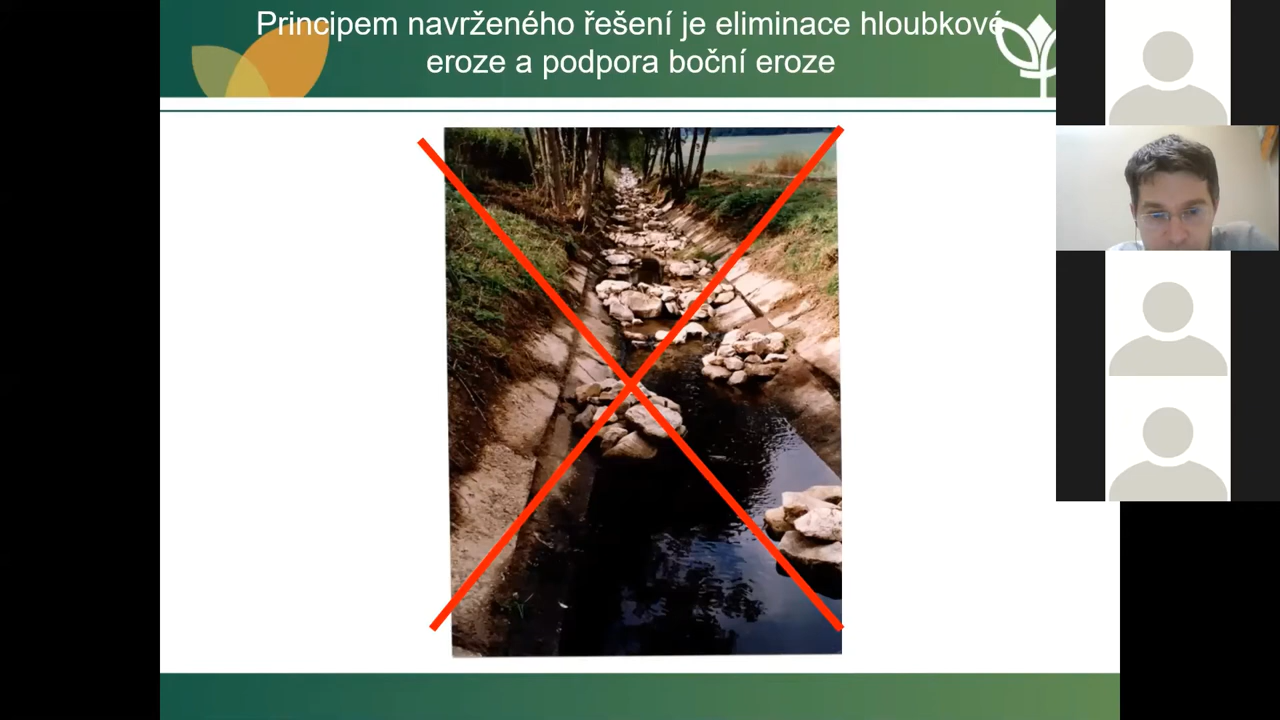 Principem navrženého řešení je eliminace hloubkové
eroze a podpora boční eroze